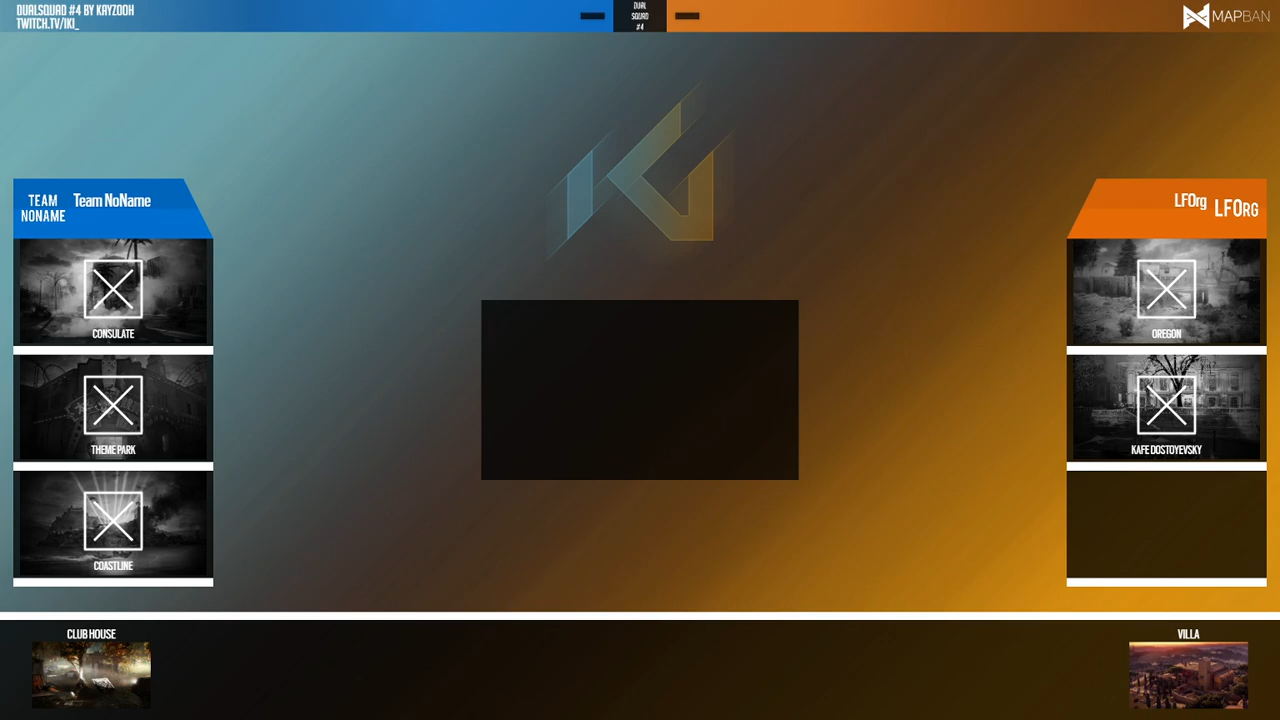 DUALSQUAD #4 BY KAYZOOH
TWITCH.TV/IKI_
DUAL
SQUAD
#4
MAPBAN
TEAM
NONAME
Team NoName
LFOrg
LFORG
CONSULATE
THEME PARK
COASTLINE
OREGON
KAFE DOSTOYEVSKY
CLUB HOUSE
VILLA